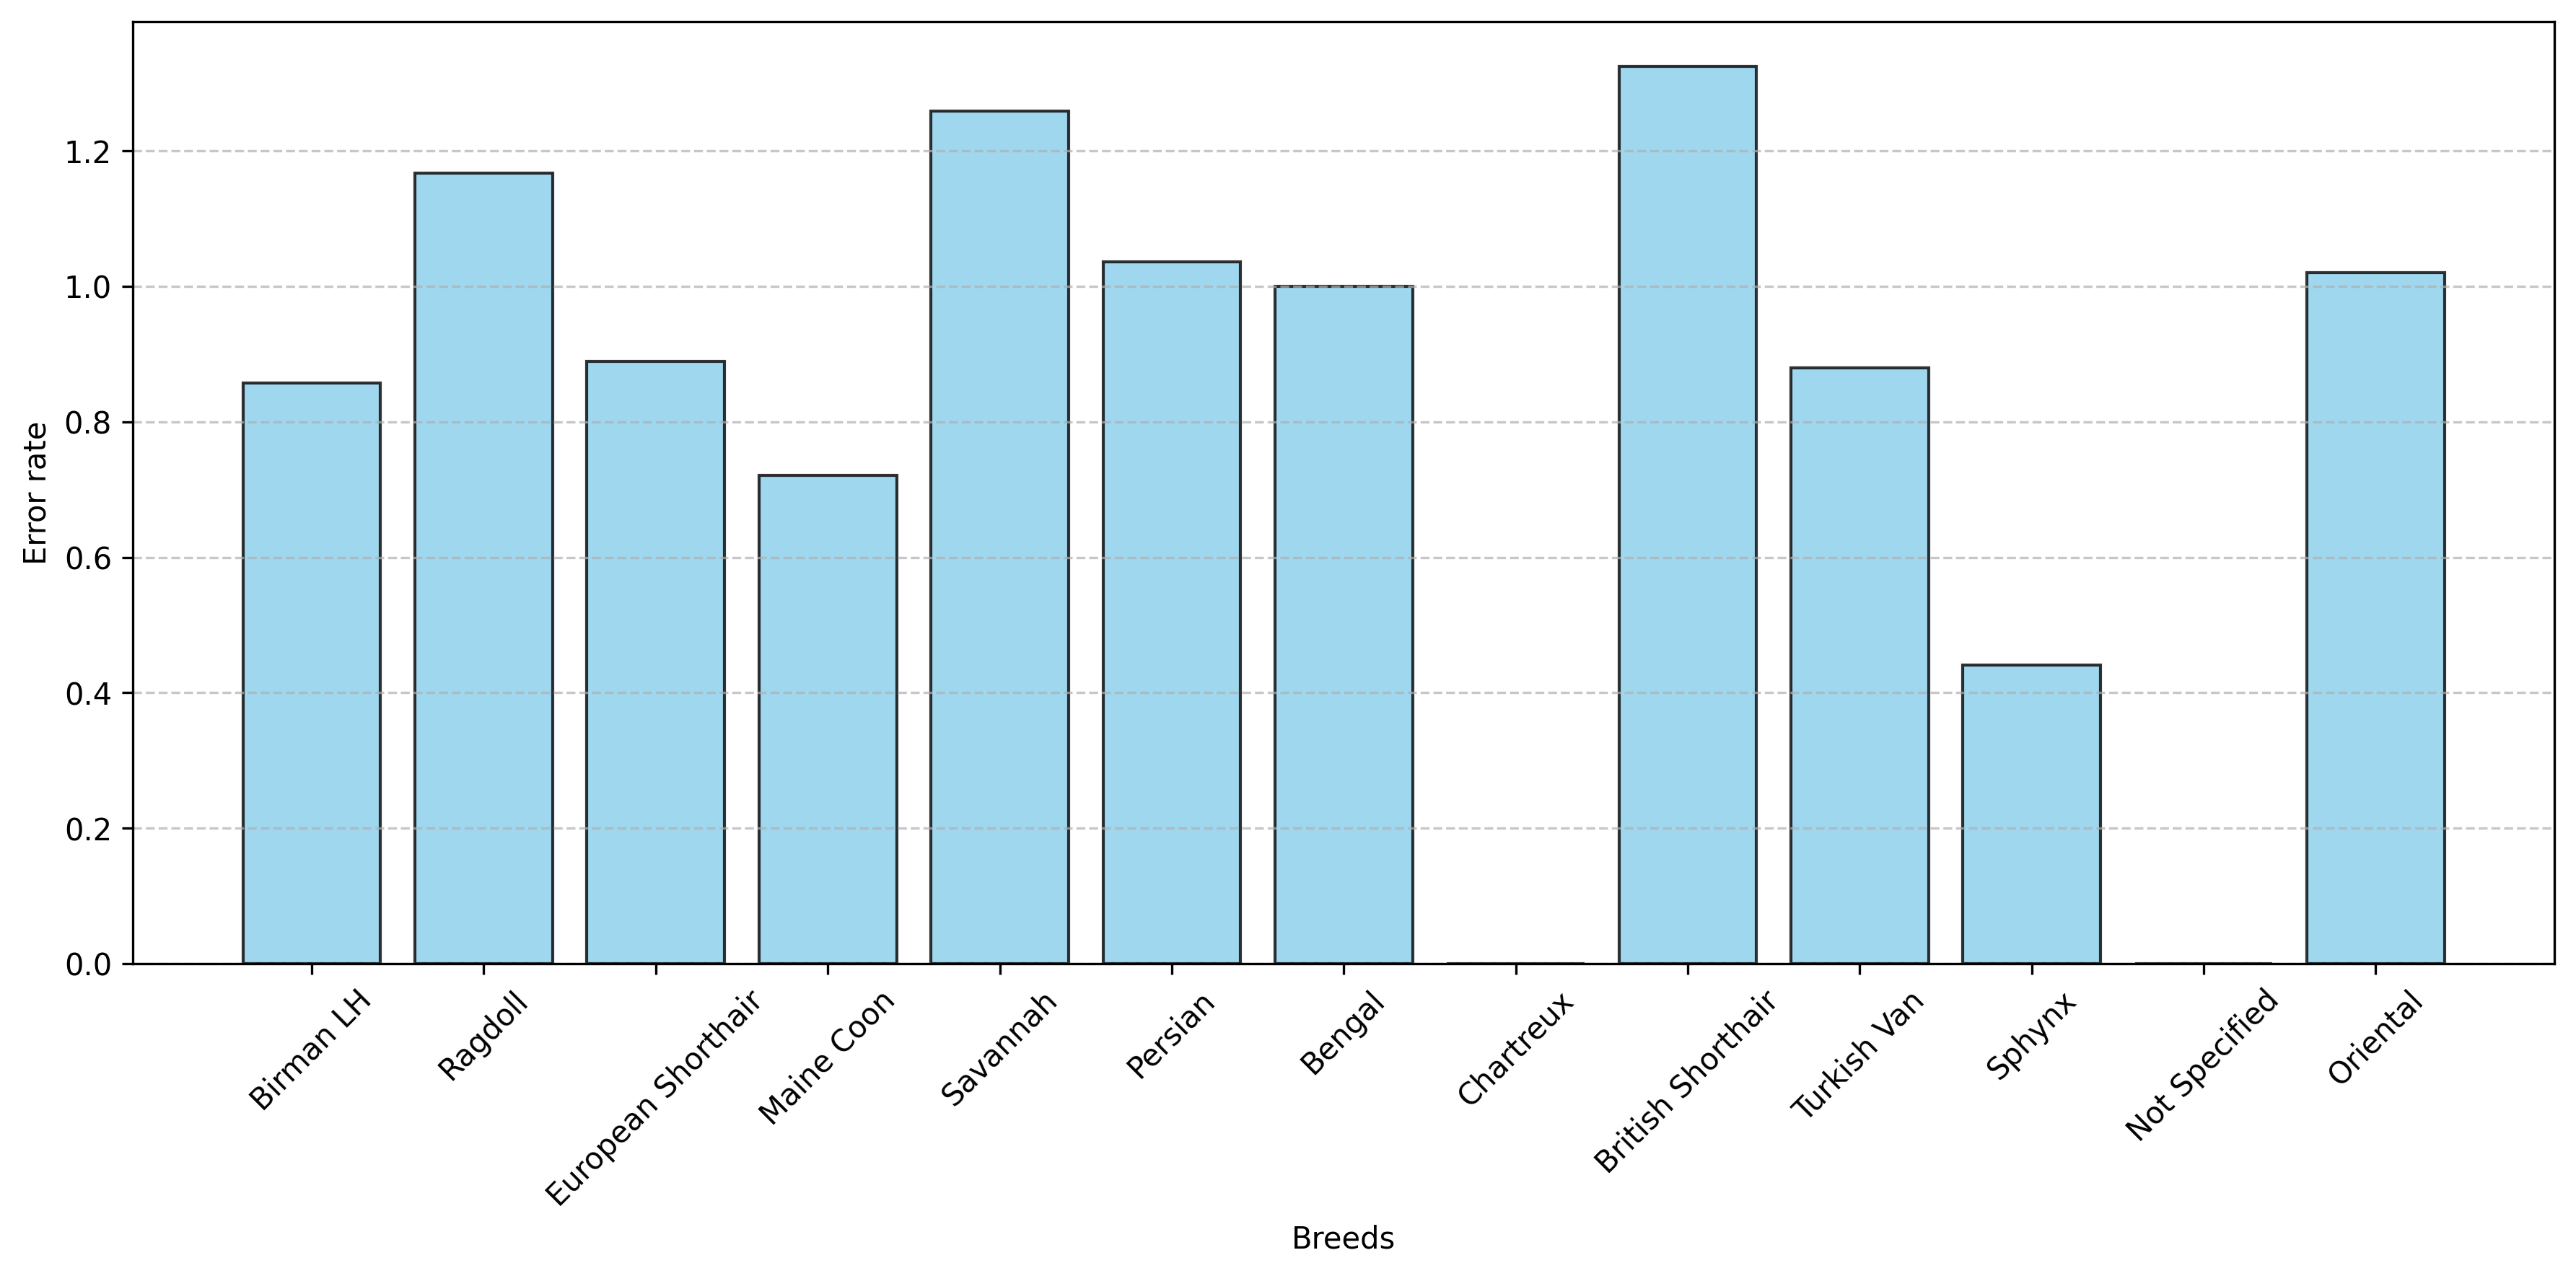 Error rate
1.2
1.0
0.8
0.6
0.4
0.2
0.0
Birman LH
Ragdoll
European Shorthair
Maine Coon
Savannah
Persian
Bengal
Chartreux
British Shorthair
Turkish Van
Sphynx
Not Specified
Oriental
Breeds